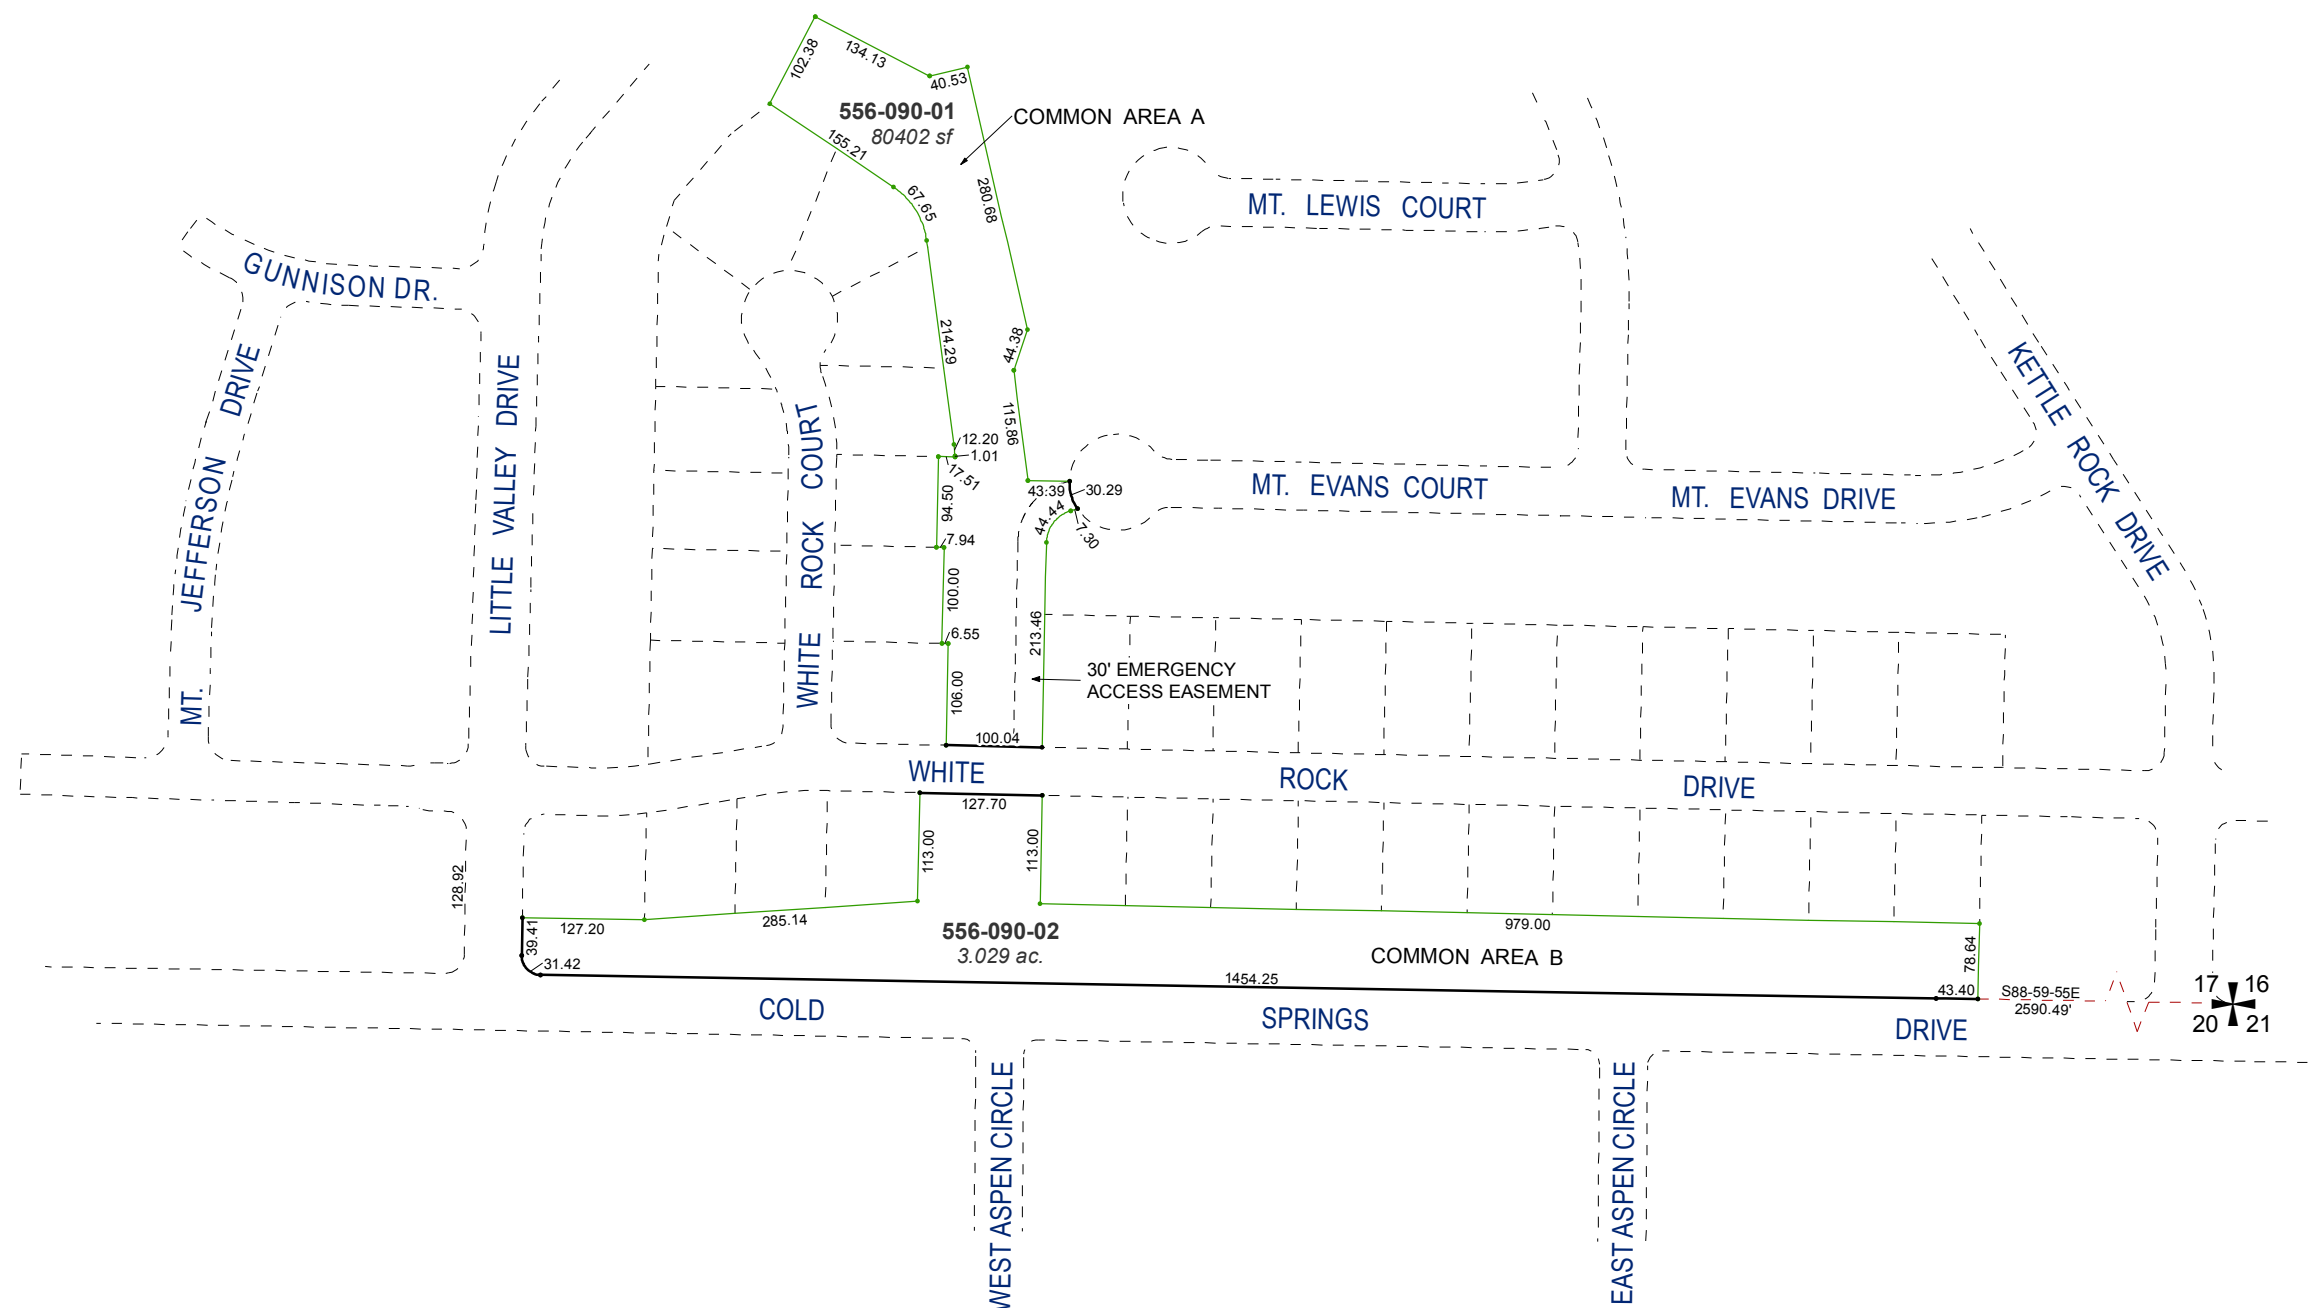 102.38
134.13
40.53
556-090-01
80402 sf
COMMON AREA A
155.21
67.65
280.68
MT. LEWIS COURT
GUNNISON DR.
214.29
44.38
115.86
MT. JEFFERSON DRIVE
LITTLE VALLEY DRIVE
WHITE ROCK COURT
KETTLE ROCK DRIVE
12.20
1.01
17.51
94.50
43.39
30.29
44.44
7.30
MT. EVANS COURT
MT. EVANS DRIVE
7.94
100.00
6.55
213.46
106.00
30' EMERGENCY
ACCESS EASEMENT
100.04
WHITE ROCK DRIVE
127.70
113.00
113.00
128.92
39.41
127.20
285.14
556-090-02
3.029 ac.
979.00
COMMON AREA B
78.64
31.42
1454.25
43.40
S88-59-55E
2590.49'
17 16
20 21
COLD SPRINGS DRIVE
WEST ASPEN CIRCLE
EAST ASPEN CIRCLE